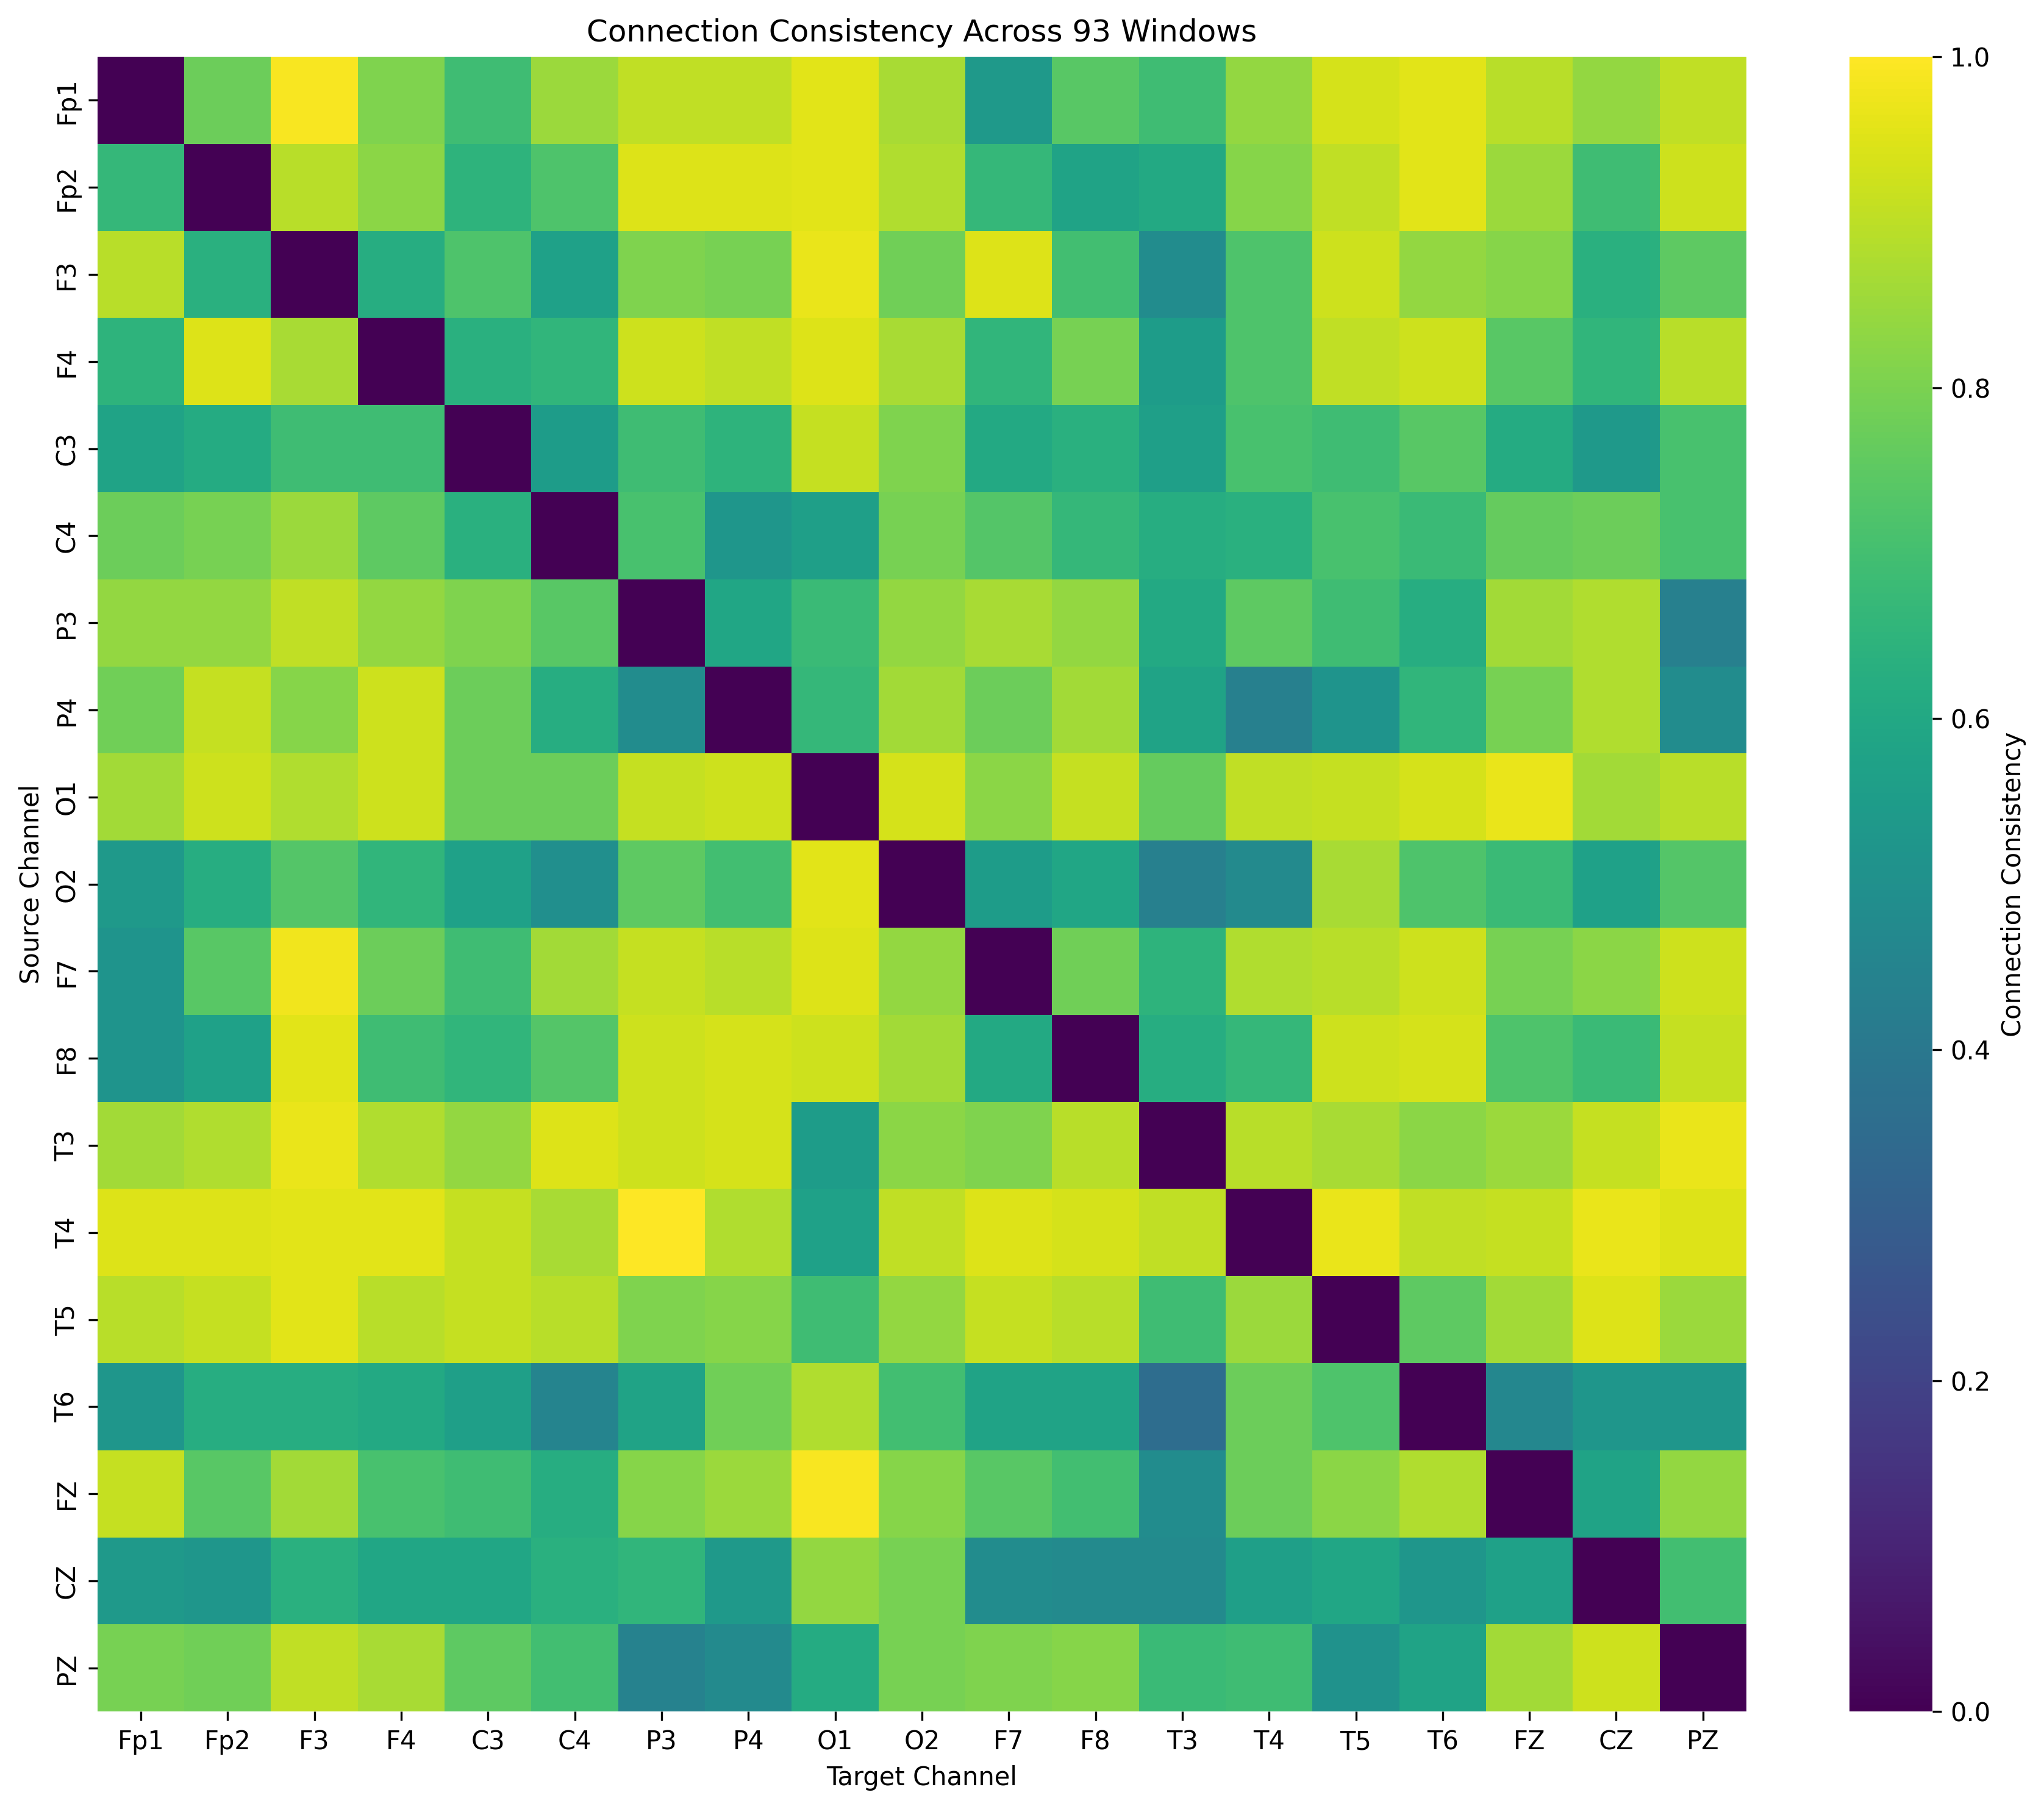 Connection Consistency Across 93 Windows
Source Channel
Fp1
Fp2
F3
F4
C3
C4
P3
P4
O1
O2
F7
F8
T3
T4
T5
T6
FZ
CZ
PZ
Fp1 Fp2 F3 F4 C3 C4 P3 P4 O1 O2 F7 F8 T3 T4 T5 T6 FZ CZ PZ
Target Channel
1.0
0.8
0.6
0.4
0.2
0.0
Connection Consistency